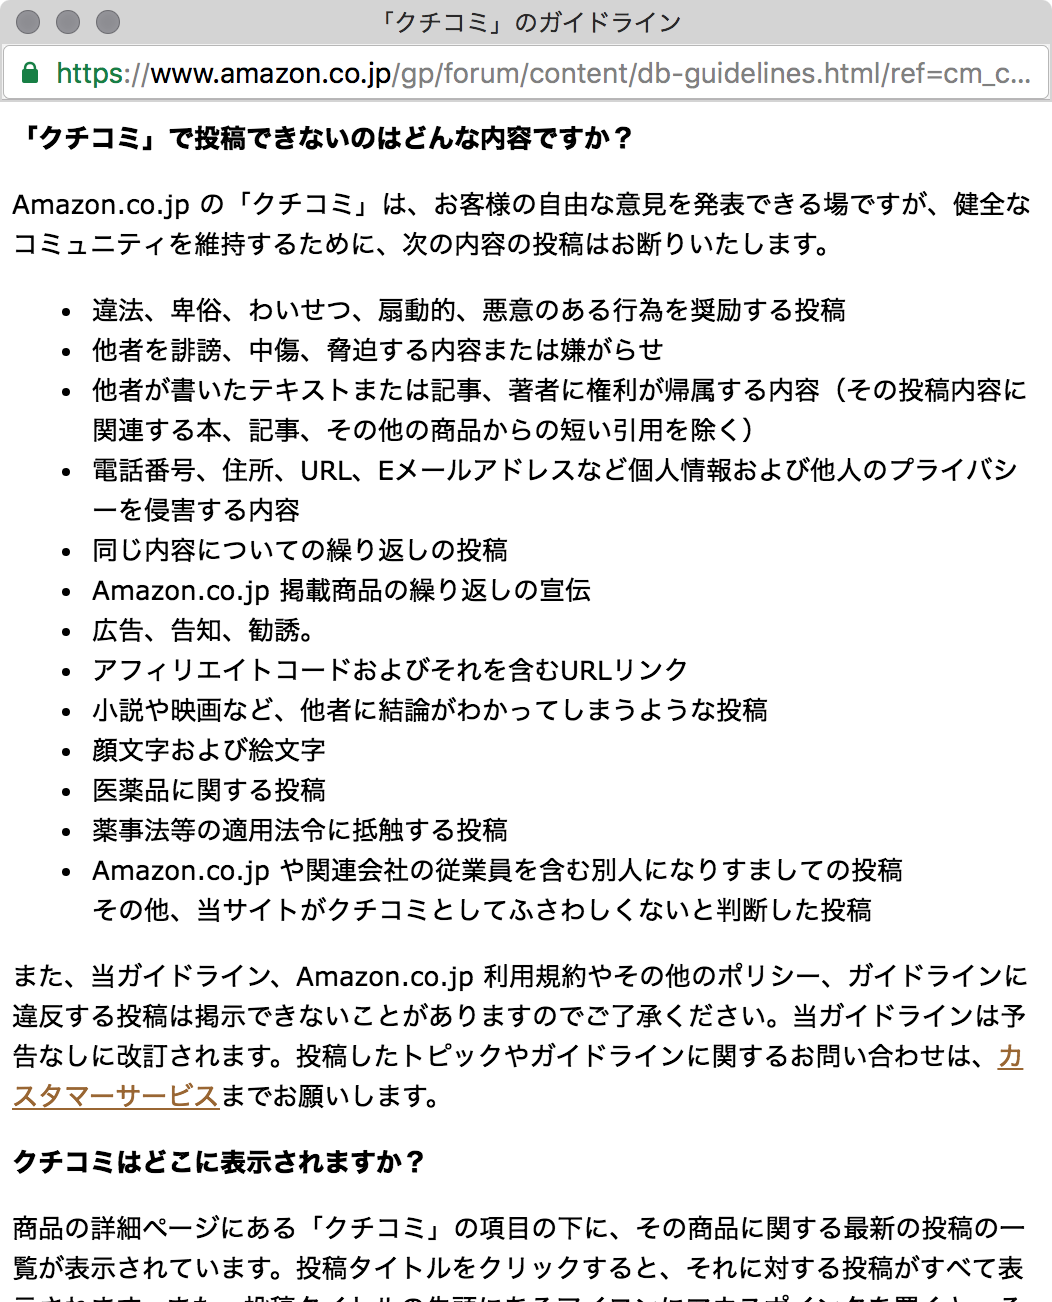 「クチコミ」のガイドライン
https://www.amazon.co.jp/gp/forum/content/db-guidelines.html/ref=cm_c...
「クチコミ」で投稿できないのはどんな内容ですか？
Amazon.co.jp の「クチコミ」は、お客様の自由な意見を発表できる場ですが、健全な
コミュニティを維持するために、次の内容の投稿はお断りいたします。
• 違法、卑俗、わいせつ、扇動的、悪意のある行為を奨励する投稿
• 他者を誹謗、中傷、脅迫する内容または嫌がらせ
• 他者が書いたテキストまたは記事、著者に権利が帰属する内容（その投稿内容に
関連する本、記事、その他の商品からの短い引用を除く）
• 電話番号、住所、URL、Eメールアドレスなど個人情報および他人のプライバシ
ーを侵害する内容
• 同じ内容についての繰り返しの投稿
• Amazon.co.jp 掲載商品の繰り返しの宣伝
• 広告、告知、勧誘。
• アフィリエイトコードおよびそれを含むURLリンク
• 小説や映画など、他者に結論がわかってしまうような投稿
• 顔文字および絵文字
• 医薬品に関する投稿
• 薬事法等の適用法令に抵触する投稿
• Amazon.co.jp や関連会社の従業員を含む別人になりすましての投稿
その他、当サイトがクチコミとしてふさわしくないと判断した投稿
また、当ガイドライン、Amazon.co.jp 利用規約やその他のポリシー、ガイドラインに
違反する投稿は掲示できないことがありますのでご了承ください。当ガイドラインは予
告なしに改訂されます。投稿したトピックやガイドラインに関するお問い合わせは、カ
スタマーサービスまでお願いします。
クチコミはどこに表示されますか？
商品の詳細ページにある「クチコミ」の項目の下に、その商品に関する最新の投稿の一
覧が表示されています。投稿タイトルをクリックすると、それに対する投稿がすべて表